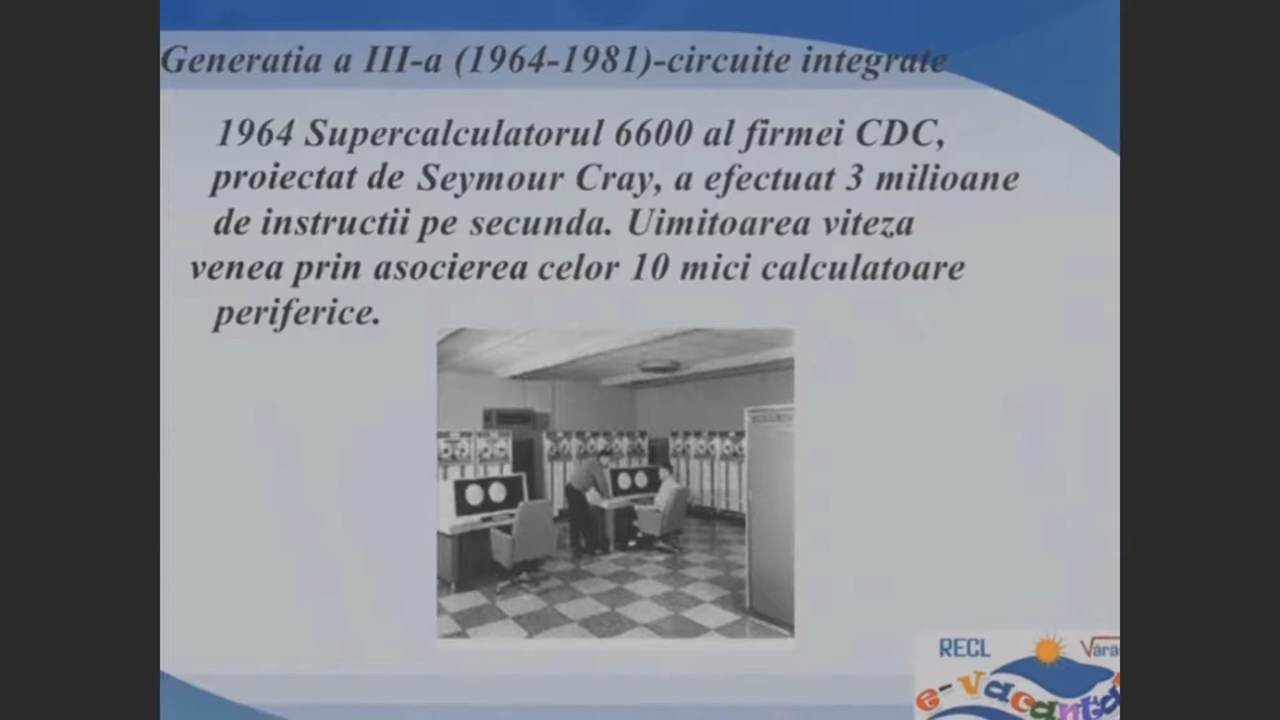 Generatia a III-a (1964-1981)-circuite integrate
1964 Supercalculatorul 6600 al firmei CDC,
proiectat de Seymour Cray, a efectuat 3 milioane
de instructii pe secunda. Uimitoarea viteza
venea prin asocierea celor 10 mici calculatoare
periferice.
RECL
Vara
e-Vacanta